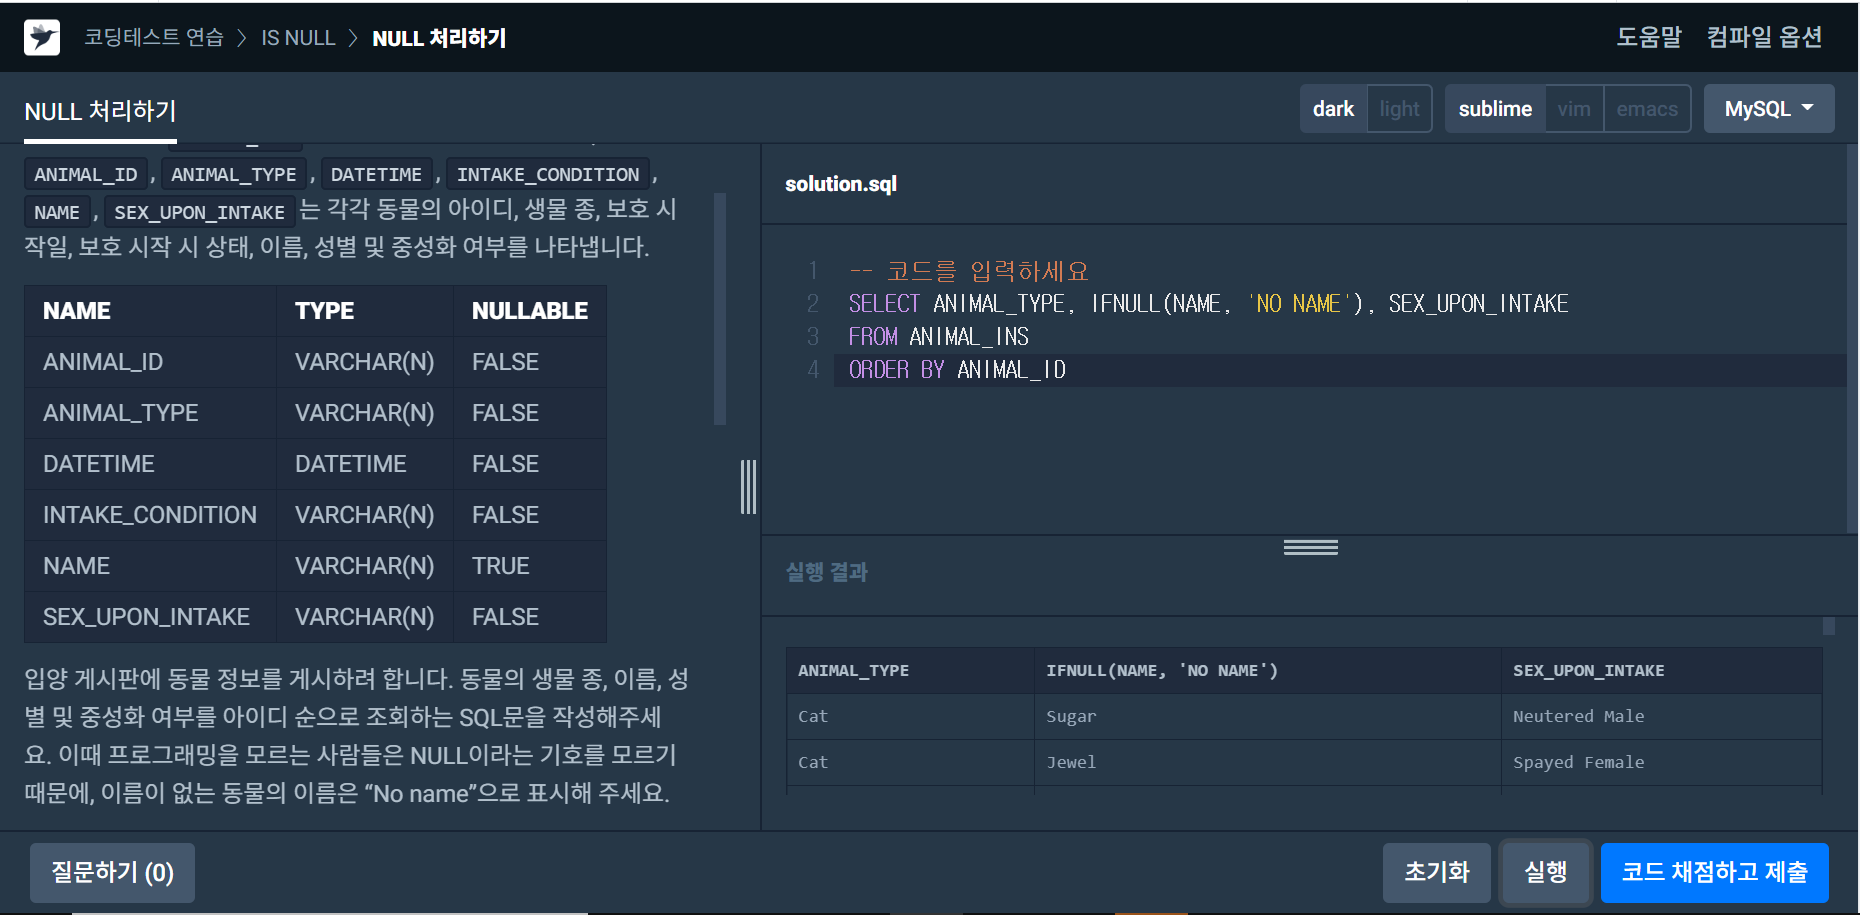 코딩테스트 연습 > IS NULL > NULL 처리하기
도움말 컴파일 옵션
NULL 처리하기
dark light sublime vim emacs MySQL
ANIMAL_ID, ANIMAL_TYPE, DATETIME, INTAKE_CONDITION,
NAME, SEX_UPON_INTAKE 는 각각 동물의 아이디, 생물 종, 보호 시
작일, 보호 시작 시 상태, 이름, 성별 및 중성화 여부를 나타냅니다.
NAME TYPE NULLABLE
ANIMAL_ID VARCHAR(N) FALSE
ANIMAL_TYPE VARCHAR(N) FALSE
DATETIME DATETIME FALSE
INTAKE_CONDITION VARCHAR(N) FALSE
NAME VARCHAR(N) TRUE
SEX_UPON_INTAKE VARCHAR(N) FALSE
입양 게시판에 동물 정보를 게시하려 합니다. 동물의 생물 종, 이름, 성
별 및 중성화 여부를 아이디 순으로 조회하는 SQL문을 작성해주세
요. 이때 프로그래밍을 모르는 사람들은 NULL이라는 기호를 모르기
때문에, 이름이 없는 동물의 이름은 “No name”으로 표시해 주세요.
solution.sql
1 -- 코드를 입력하세요
2 SELECT ANIMAL_TYPE, IFNULL(NAME, 'NO NAME'), SEX_UPON_INTAKE
3 FROM ANIMAL_INS
4 ORDER BY ANIMAL_ID
실행 결과
ANIMAL_TYPE IFNULL(NAME, 'NO NAME') SEX_UPON_INTAKE
Cat Sugar Neutered Male
Cat Jewel Spayed Female
질문하기 (0)
초기화 실행 코드 채점하고 제출